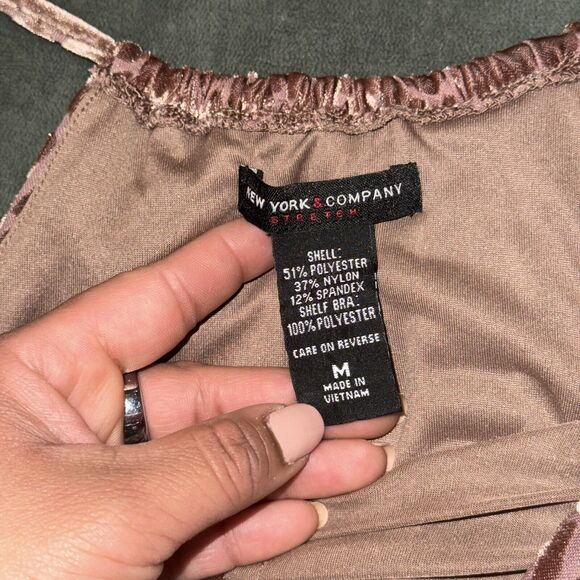 NEW YORK & COMPANY
STRETCH
SHELL:
51% POLYESTER
37% NYLON
12% SPANDEX
SHELF BRA:
100% POLYESTER
CARE ON REVERSE
M
MADE IN
VIETNAM